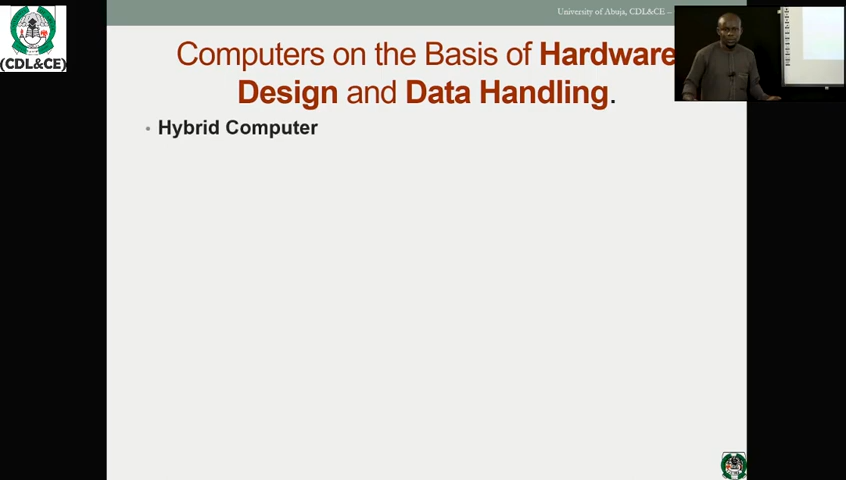 University of Abuja, CDL&CE –
(CDL&CE)
Computers on the Basis of Hardware
Design and Data Handling.
• Hybrid Computer